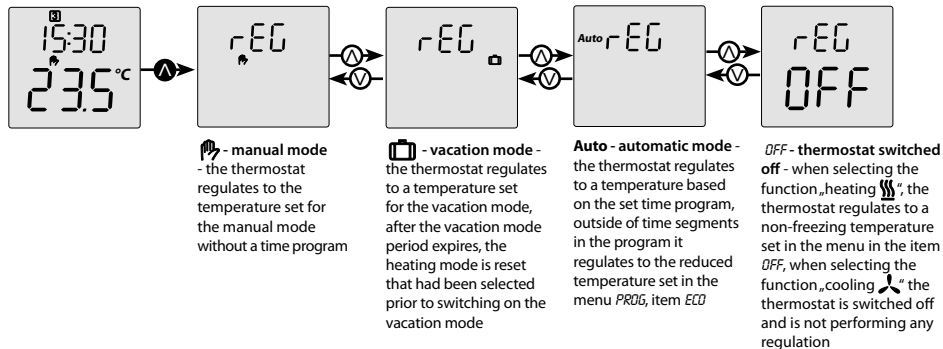 3
15:30
23.5 °C
rEG
rEG
Auto rEG
rEG
OFF
- manual mode
- the thermostat
regulates to the
temperature set for
the manual mode
without a time program
- vacation mode -
the thermostat regulates
to a temperature set
for the vacation mode,
after the vacation mode
period expires, the
heating mode is reset
that had been selected
prior to switching on the
vacation mode
Auto - automatic mode -
the thermostat regulates
to a temperature based
on the set time program,
outside of time segments
in the program it
regulates to the reduced
temperature set in the
menu PROG, item ECO
OFF - thermostat switched
off - when selecting the
function „heating “, the
thermostat regulates to a
non-freezing temperature
set in the menu in the item
OFF, when selecting the
function „cooling “ the
thermostat is switched off
and is not performing any
regulation